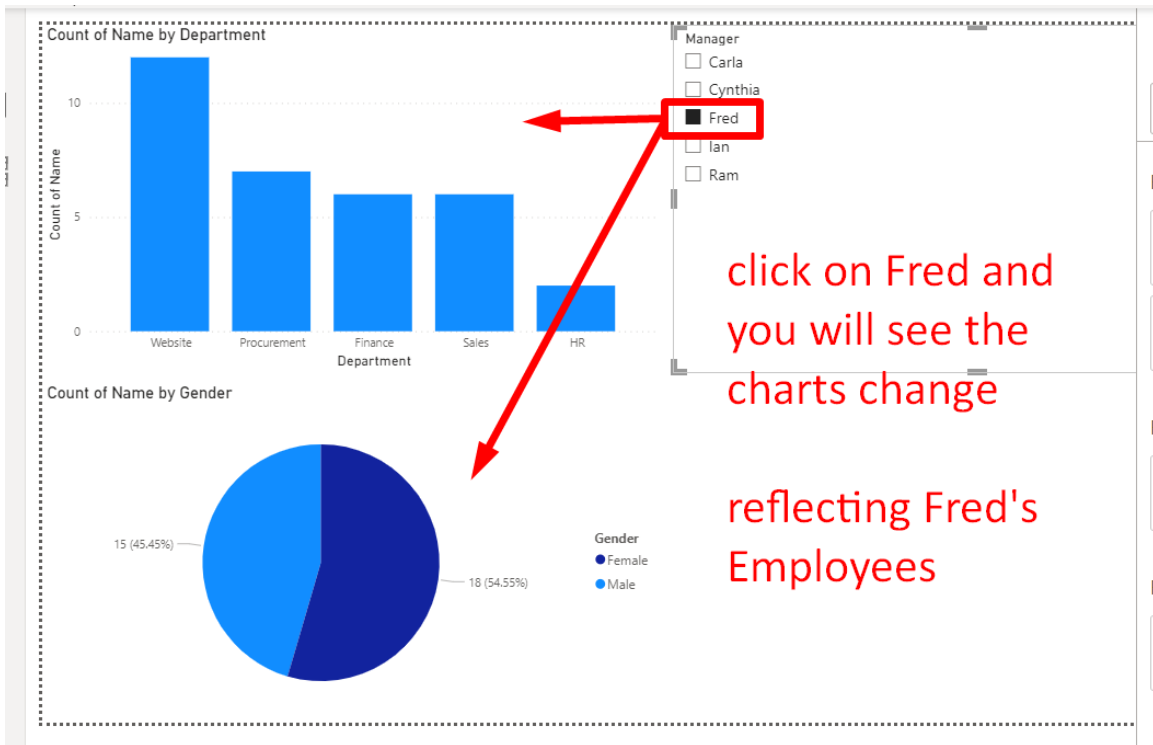 Count of Name by Department
Manager
Carla
Cynthia
Fred
Ian
Ram
10
5
0
Count of Name
Website
Procurement
Finance
Sales
HR
Department
click on Fred and
you will see the
charts change
reflecting Fred's
Employees
Count of Name by Gender
15 (45.45%)
18 (54.55%)
Gender
Female
Male